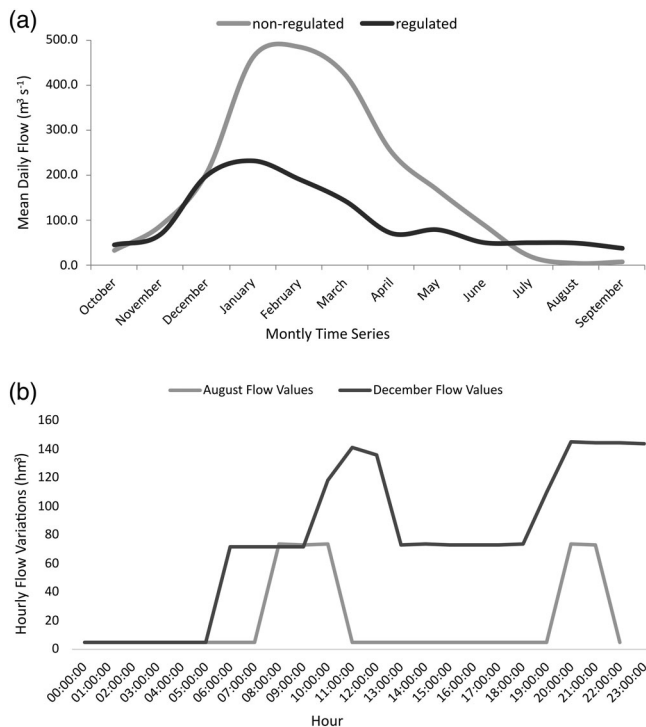 (a)
non-regulated regulated
Mean Daily Flow (m³ s⁻¹)
500.0
400.0
300.0
200.0
100.0
0.0
October November December January February March April May June July August September
Montly Time Series
(b)
August Flow Values December Flow Values
Hourly Flow Variations (hm³)
160
140
120
100
80
60
40
20
0
00:00:00 01:00:00 02:00:00 03:00:00 04:00:00 05:00:00 06:00:00 07:00:00 08:00:00 09:00:00 10:00:00 11:00:00 12:00:00 13:00:00 14:00:00 15:00:00 16:00:00 17:00:00 18:00:00 19:00:00 20:00:00 21:00:00 22:00:00 23:00:00
Hour